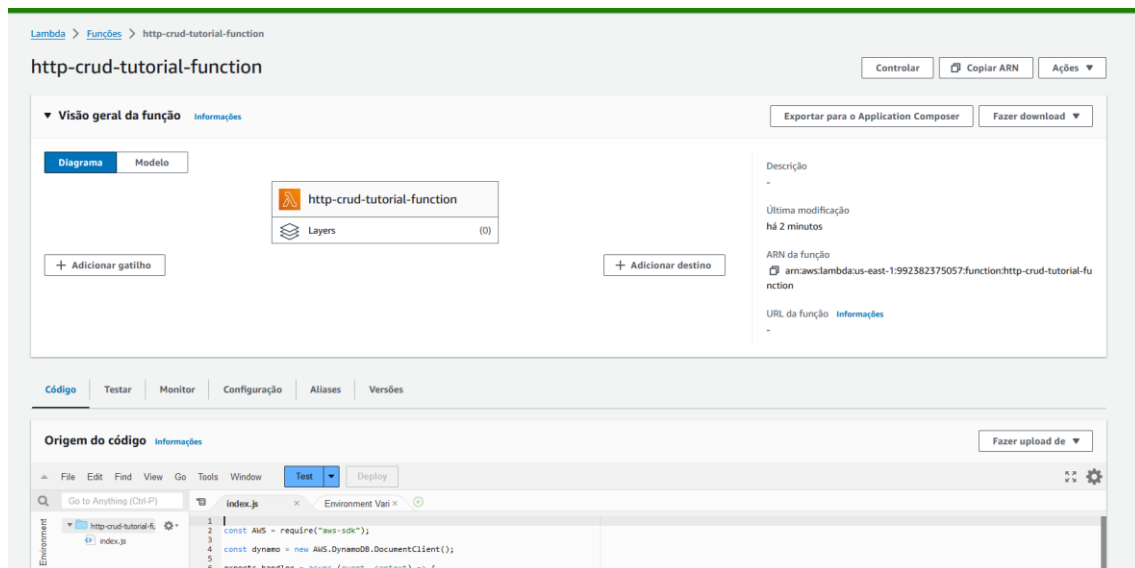 Lambda > Funções > http-crud-tutorial-function
http-crud-tutorial-function
Controlar
Copiar ARN
Ações
Visão geral da função Informações
Exportar para o Application Composer
Fazer download
Diagrama
Modelo
http-crud-tutorial-function
Layers (0)
+ Adicionar gatilho
+ Adicionar destino
Descrição
-
Última modificação
há 2 minutos
ARN da função
arn:aws:lambda:us-east-1:992382375057:function:http-crud-tutorial-fu
nction
URL da função Informações
-
Código
Testar
Monitor
Configuração
Aliases
Versões
Origem do código Informações
Fazer upload de
File Edit Find View Go Tools Window Test Deploy
Go to Anything (Ctrl-P)
index.js × Environment Vari ×
Environment
http-crud-tutorial-fu
index.js
1
2 const AWS = require("aws-sdk");
3
4 const dynamo = new AWS.DynamoDB.DocumentClient();
5
6 exports.handler = async (event, context) => {